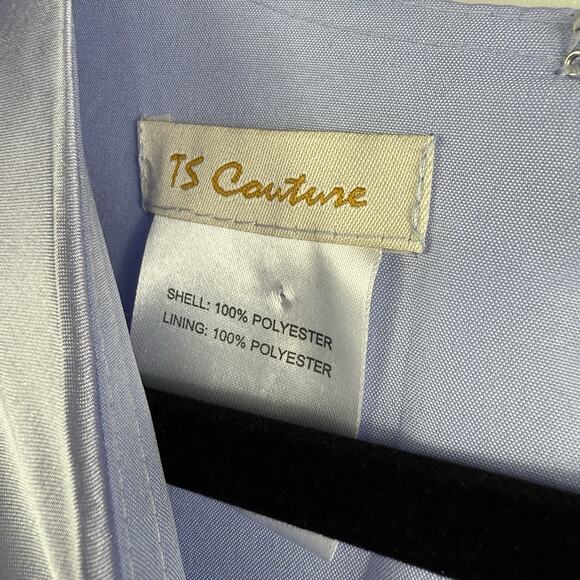 TS Couture
SHELL: 100% POLYESTER
LINING: 100% POLYESTER